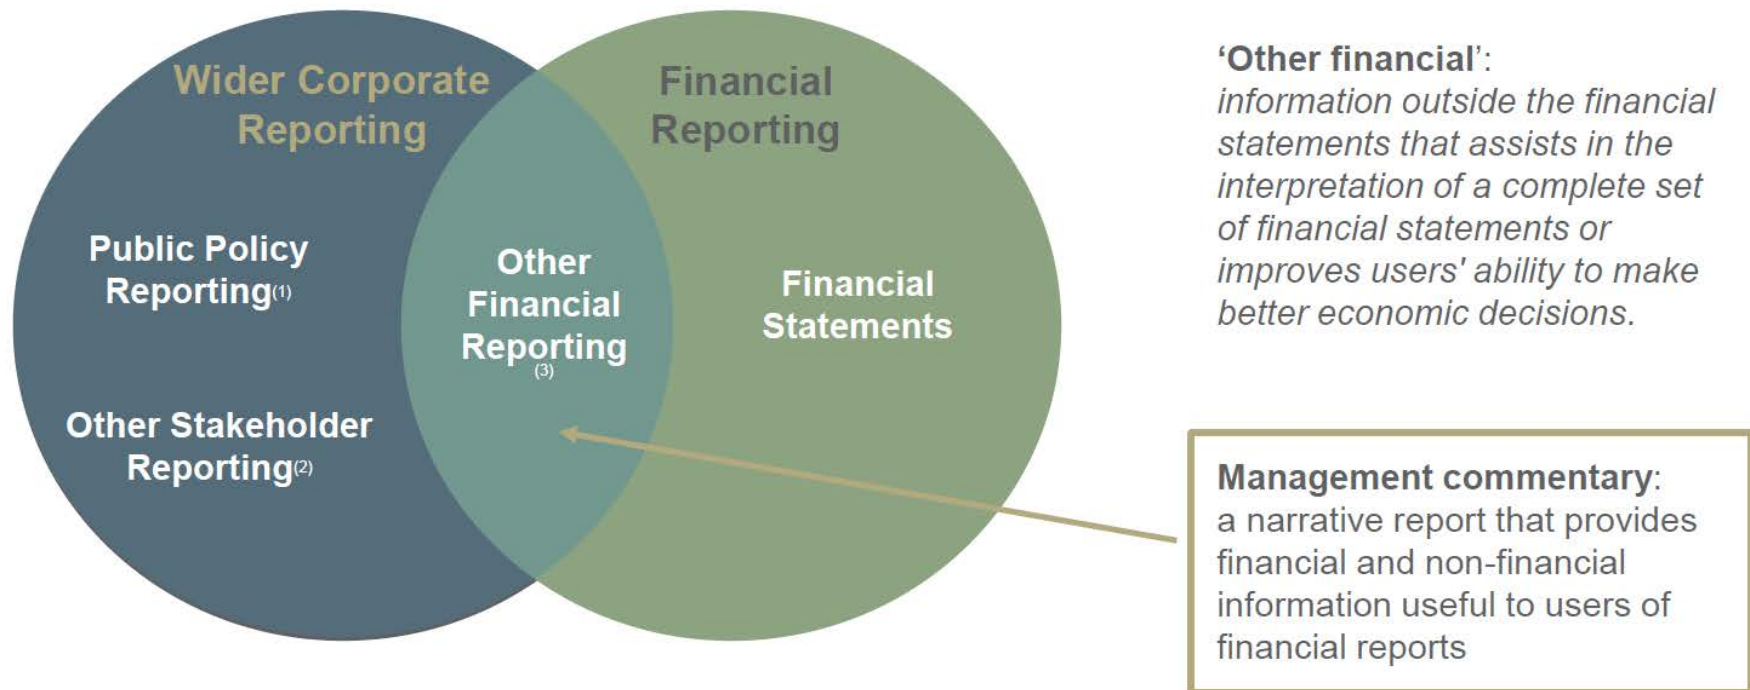 Wider Corporate
Reporting
Public Policy
Reporting(1)
Other Stakeholder
Reporting(2)
Other
Financial
Reporting
(3)
Financial
Reporting
Financial
Statements
‘Other financial’:
information outside the financial
statements that assists in the
interpretation of a complete set
of financial statements or
improves users' ability to make
better economic decisions.
Management commentary:
a narrative report that provides
financial and non-financial
information useful to users of
financial reports